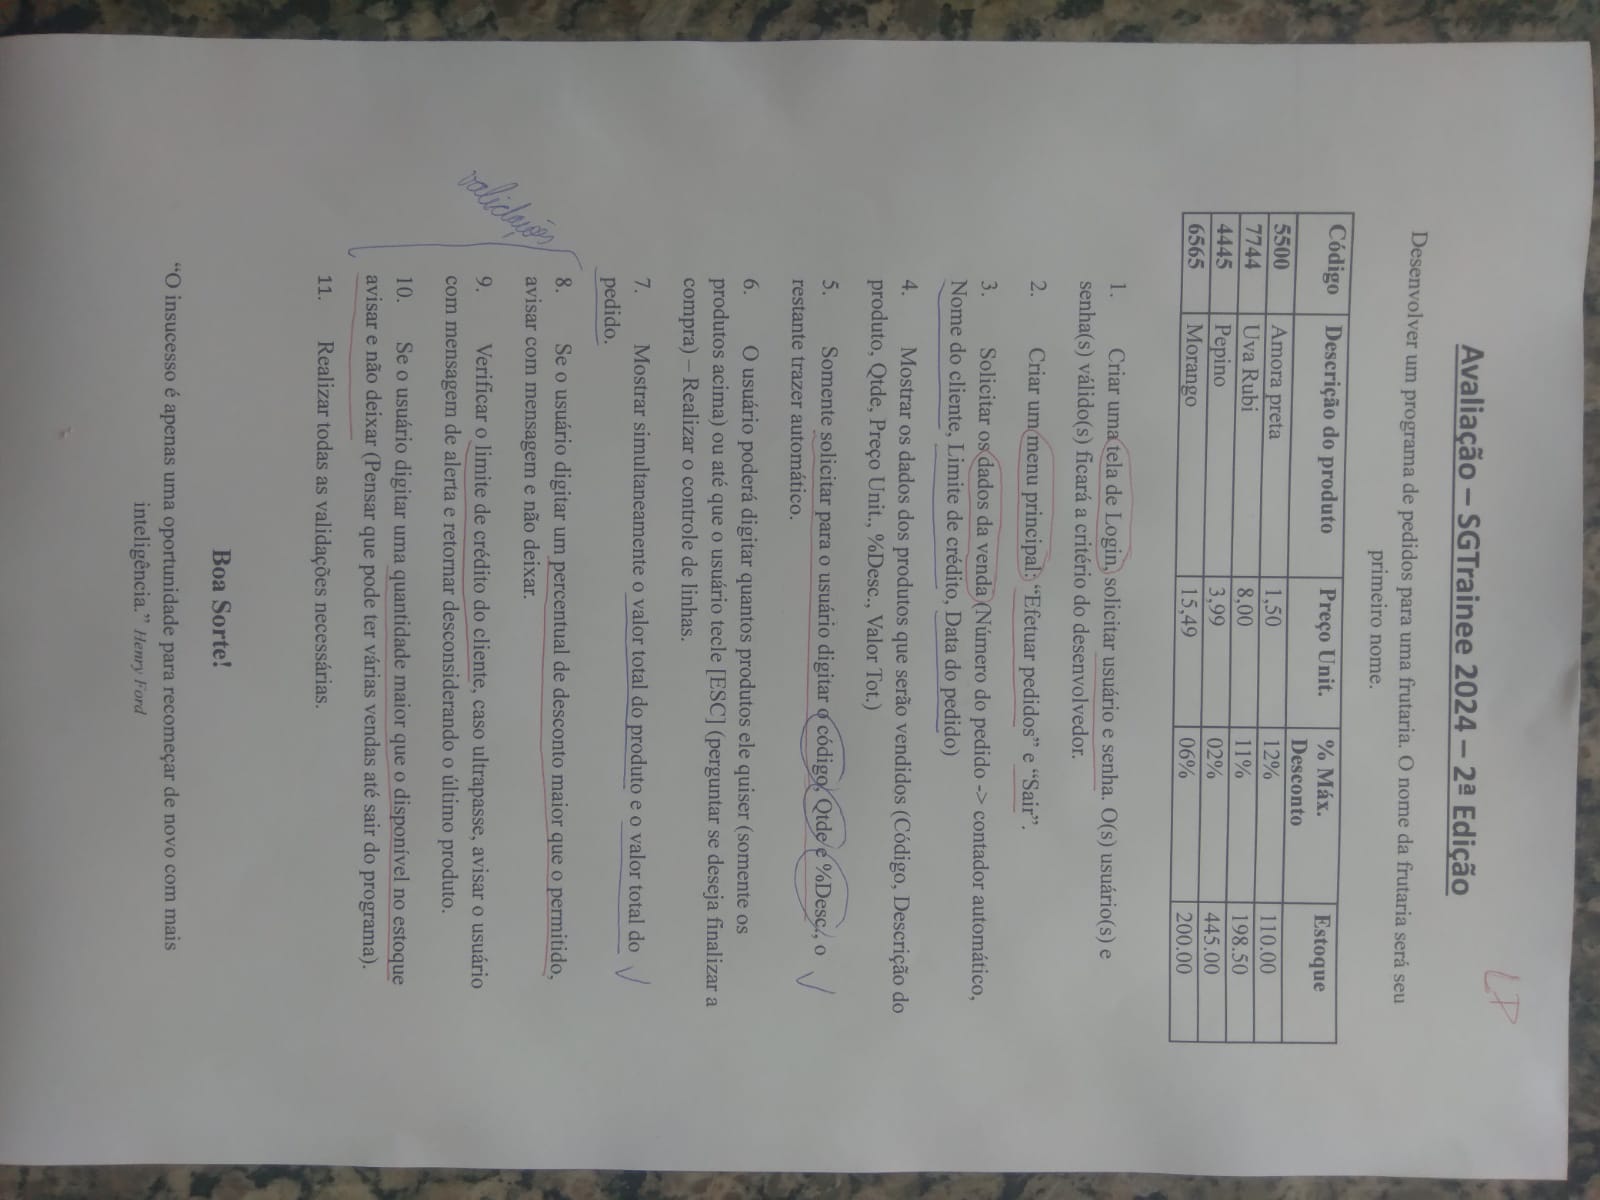 LP
Avaliação – SGTrainee 2024 – 2ª Edição
Desenvolver um programa de pedidos para uma frutaria. O nome da frutaria será seu
primeiro nome.
Código Descrição do produto Preço Unit. % Máx. Desconto Estoque
5500 Amora preta 1,50 12% 110.00
7744 Uva Rubi 8,00 11% 198.50
4445 Pepino 3,99 02% 445.00
6565 Morango 15,49 06% 200.00
1. Criar uma tela de Login, solicitar usuário e senha. O(s) usuário(s) e
senha(s) válido(s) ficará a critério do desenvolvedor.
2. Criar um menu principal: “Efetuar pedidos” e “Sair”.
3. Solicitar os dados da venda (Número do pedido -> contador automático,
Nome do cliente, Limite de crédito, Data do pedido)
4. Mostrar os dados dos produtos que serão vendidos (Código, Descrição do
produto, Qtde, Preço Unit., %Desc., Valor Tot.)
5. Somente solicitar para o usuário digitar o código, Qtde e %Desc., o
restante trazer automático.
6. O usuário poderá digitar quantos produtos ele quiser (somente os
produtos acima) ou até que o usuário tecle [ESC] (perguntar se deseja finalizar a
compra) – Realizar o controle de linhas.
7. Mostrar simultaneamente o valor total do produto e o valor total do
pedido.
validações
8. Se o usuário digitar um percentual de desconto maior que o permitido,
avisar com mensagem e não deixar.
9. Verificar o limite de crédito do cliente, caso ultrapasse, avisar o usuário
com mensagem de alerta e retornar desconsiderando o último produto.
10. Se o usuário digitar uma quantidade maior que o disponível no estoque
avisar e não deixar (Pensar que pode ter várias vendas até sair do programa).
11. Realizar todas as validações necessárias.
Boa Sorte!
“O insucesso é apenas uma oportunidade para recomeçar de novo com mais
inteligência.” Henry Ford